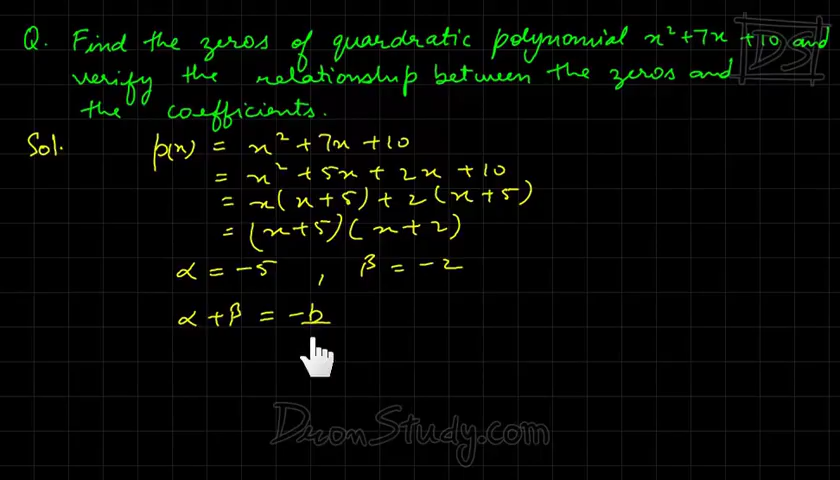 Q. Find the zeros of quardratic polynomial x² + 7x + 10 and
verify the relationship between the zeros and
the coefficients.
Sol. p(x) = x² + 7x + 10
= x² + 5x + 2x + 10
= x(x+5) + 2(x+5)
= (x+5)(x+2)
α = -5 , β = -2
α + β = -b
DronStudy.com
DS